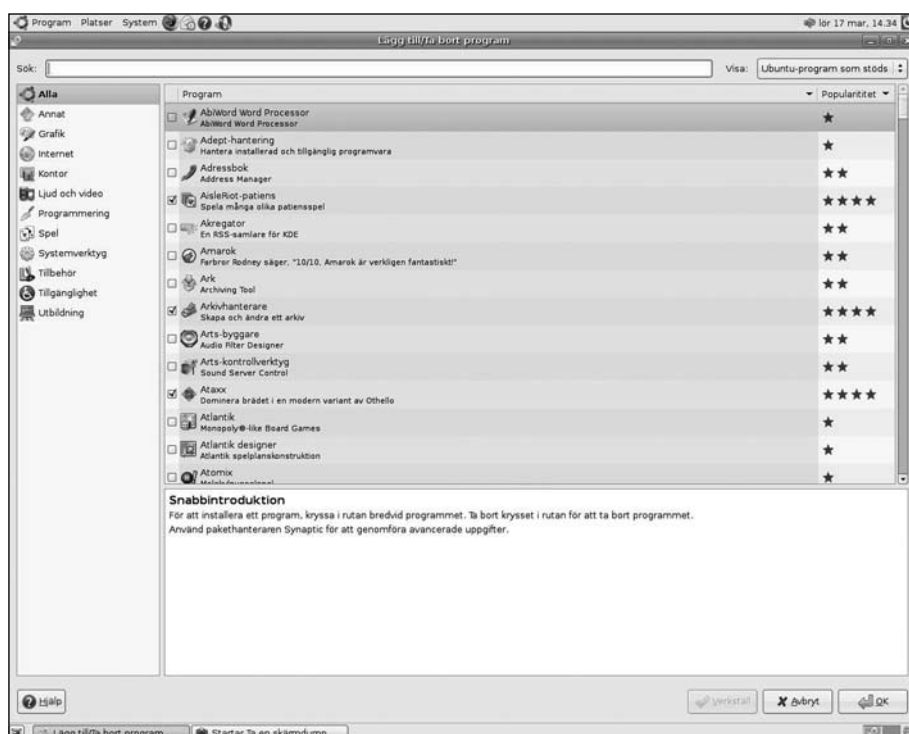 Program Platser System lör 17 mar, 14.34
Lägg till/Ta bort program
Sök: Visa: Ubuntu-program som stöds
Alla
Annat
Grafik
Internet
Kontor
Ljud och video
Programmering
Spel
Systemverktyg
Tillbehör
Tillgänglighet
Utbildning
Program Popularititet
AbiWord Word Processor
AbiWord Word Processor
Adept-hantering
Hantera installerad och tillgänglig programvara
Adressbok
Address Manager
AisleRiot-patiens
Spela många olika patiensspel
Akregator
En RSS-samlare för KDE
Amarok
Farbror Rodney säger, "10/10, Amarok är verkligen fantastiskt!"
Ark
Archiving Tool
Arkivhanterare
Skapa och ändra ett arkiv
Arts-byggare
Audio Filter Designer
Arts-kontrollverktyg
Sound Server Control
Ataxx
Dominera brädet i en modern variant av Othello
Atlantik
Monopoly®-like Board Games
Atlantik designer
Atlantik spelplanskonstruktion
Atomix
Snabbintroduktion
För att installera ett program, kryssa i rutan bredvid programmet. Ta bort krysset i rutan för att ta bort programmet.
Använd pakethanteraren Synaptic för att genomföra avancerade uppgifter.
Hjälp Verkställ Avbryt OK
Lägg till/Ta bort program Startar Ta en skärmdump